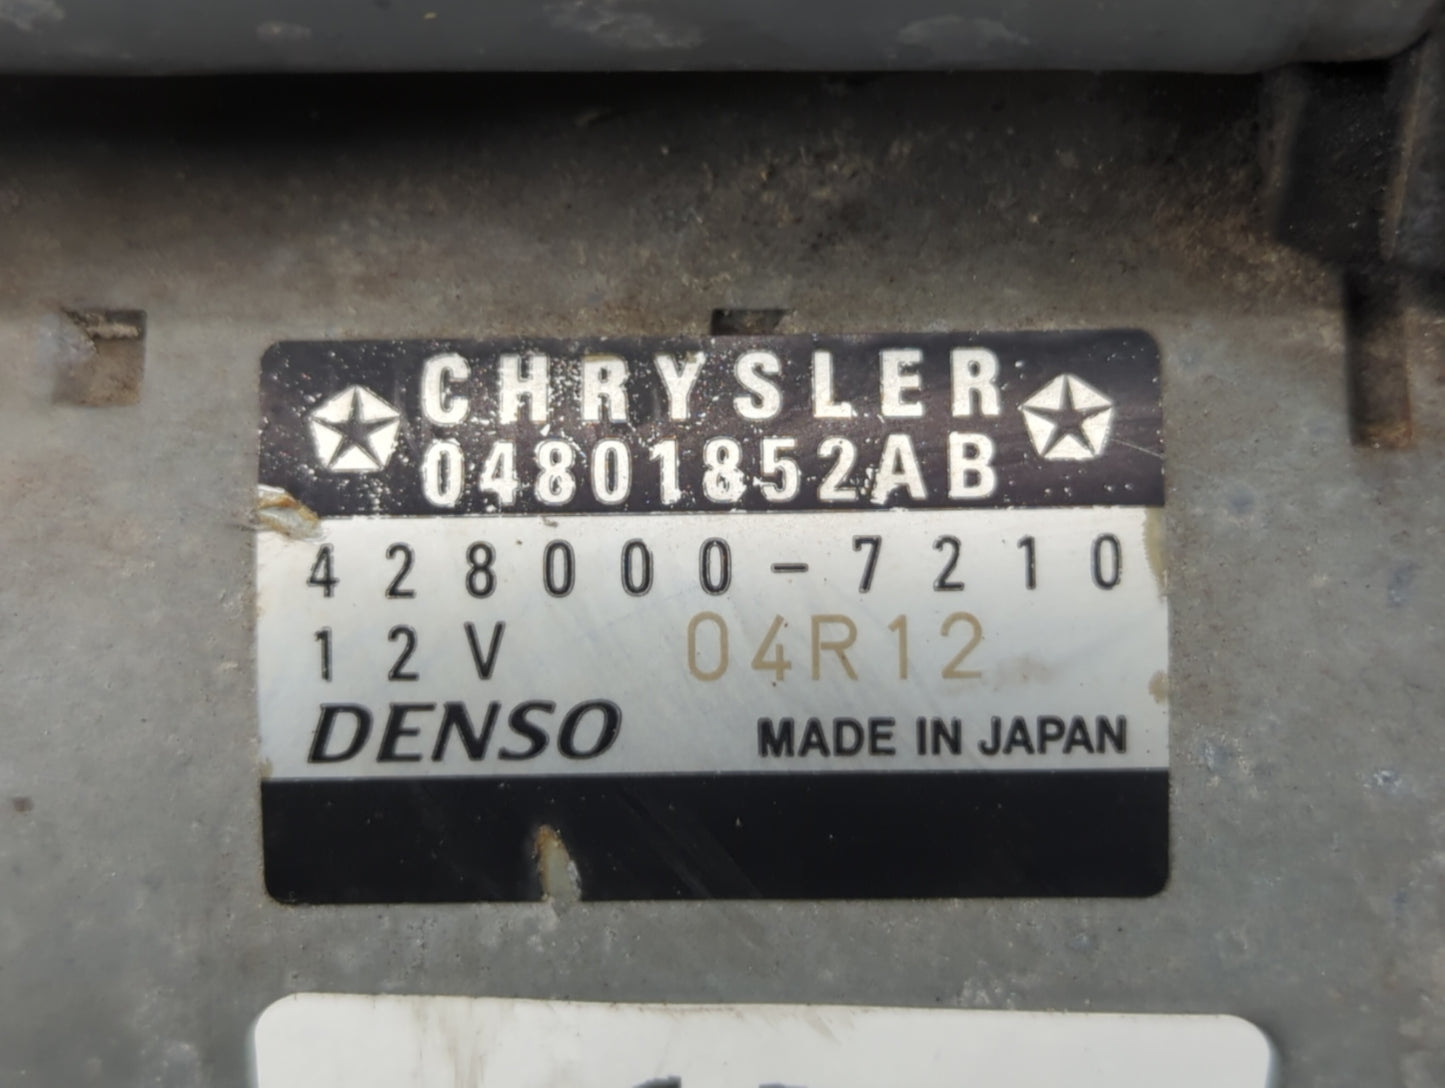 CHRYSLER
04801852AB
428000-7210
12V 04R12
DENSO MADE IN JAPAN